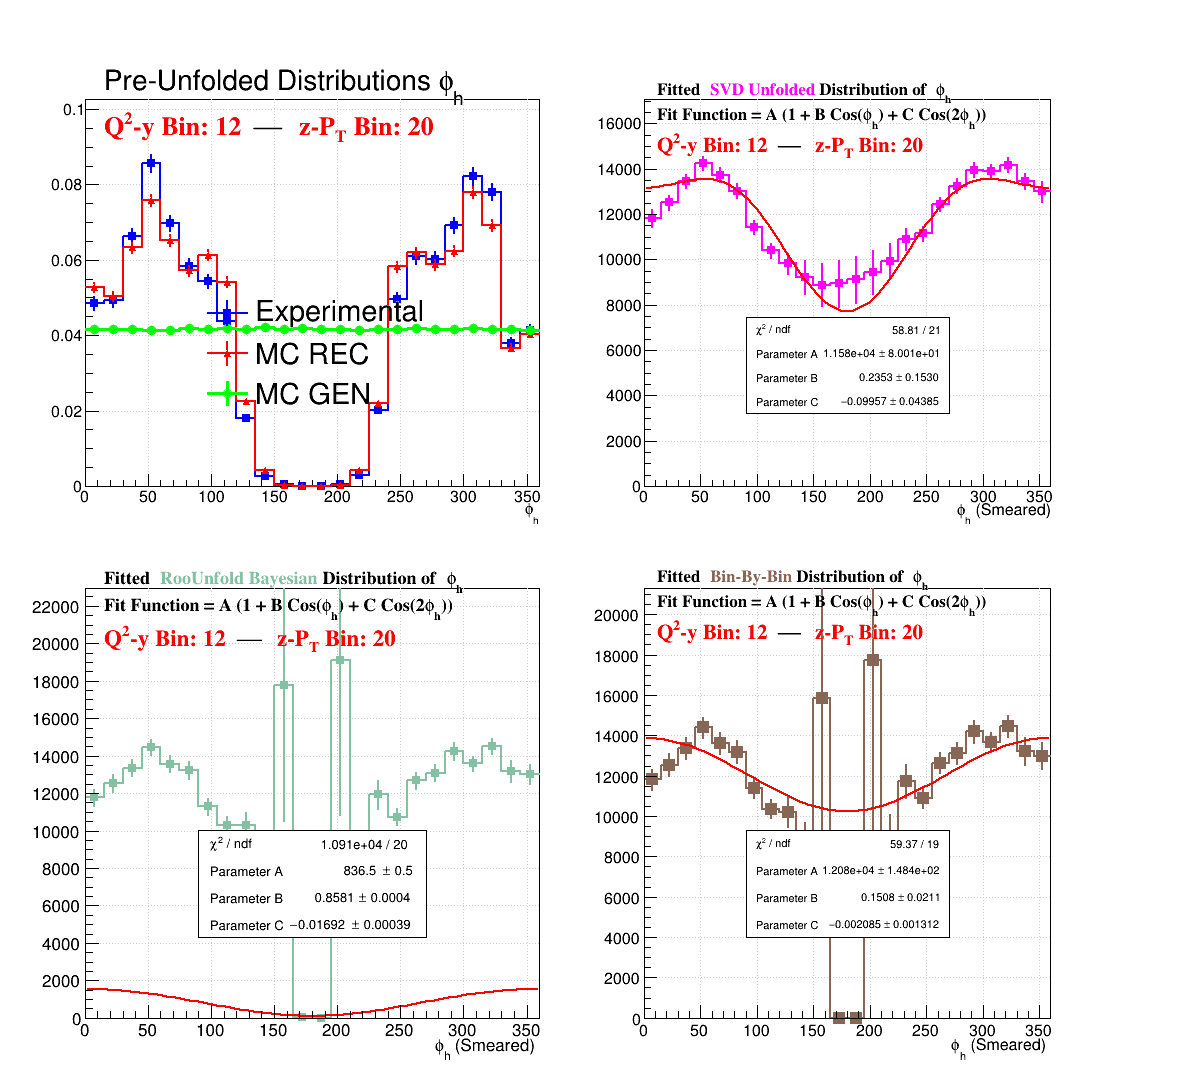 Pre-Unfolded Distributions ϕh
Q²-y Bin: 12 — z-PT Bin: 20
0.1
0.08
0.06
0.04
0.02
0
Experimental
MC REC
MC GEN
0 50 100 150 200 250 300 350
ϕh
Fitted SVD Unfolded Distribution of ϕh
Fit Function = A (1 + B Cos(ϕh) + C Cos(2ϕh))
Q²-y Bin: 12 — z-PT Bin: 20
16000
14000
12000
10000
8000
6000
4000
2000
0
χ² / ndf 58.81 / 21
Parameter A 1.158e+04 ± 8.001e+01
Parameter B 0.2353 ± 0.1530
Parameter C −0.09957 ± 0.04385
0 50 100 150 200 250 300 350
ϕh (Smeared)
Fitted RooUnfold Bayesian Distribution of ϕh
Fit Function = A (1 + B Cos(ϕh) + C Cos(2ϕh))
Q²-y Bin: 12 — z-PT Bin: 20
22000
20000
18000
16000
14000
12000
10000
8000
6000
4000
2000
0
χ² / ndf 1.091e+04 / 20
Parameter A 836.5 ± 0.5
Parameter B 0.8581 ± 0.0004
Parameter C −0.01692 ± 0.00039
0 50 100 150 200 250 300 350
ϕh (Smeared)
Fitted Bin-By-Bin Distribution of ϕh
Fit Function = A (1 + B Cos(ϕh) + C Cos(2ϕh))
Q²-y Bin: 12 — z-PT Bin: 20
20000
18000
16000
14000
12000
10000
8000
6000
4000
2000
0
χ² / ndf 59.37 / 19
Parameter A 1.208e+04 ± 1.484e+02
Parameter B 0.1508 ± 0.0211
Parameter C −0.002085 ± 0.001312
0 50 100 150 200 250 300 350
ϕh (Smeared)